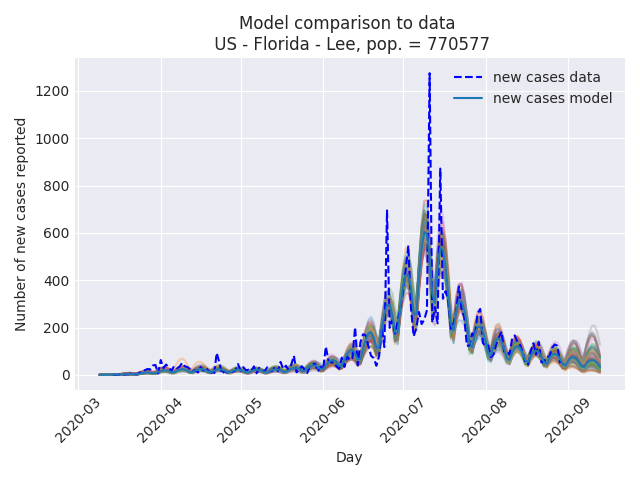 Model comparison to data
US - Florida - Lee, pop. = 770577
new cases data
new cases model
Number of new cases reported
1200
1000
800
600
400
200
0
2020-03
2020-04
2020-05
2020-06
2020-07
2020-08
2020-09
Day